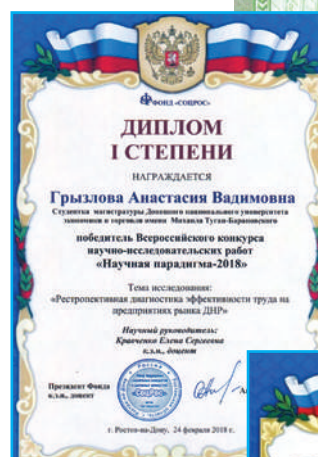 ФОНД «СОЦРОС»
ДИПЛОМ
I СТЕПЕНИ
НАГРАЖДАЕТСЯ
Грызлова Анастасия Вадимовна
Студентка магистратуры Донецкого национального университета
экономики и торговли имени Михаила Туган-Барановского
победитель Всероссийского конкурса
научно-исследовательских работ
«Научная парадигма-2018»
Тема исследования:
«Ретроспективная диагностика эффективности труда на
предприятиях рынка ДНР»
Научный руководитель:
Кравченко Елена Сергеевна
к.э.н., доцент
Президент Фонда
к.э.н., доцент
СоцРос
г. Ростов-на-Дону, 24 февраля 2018 г.